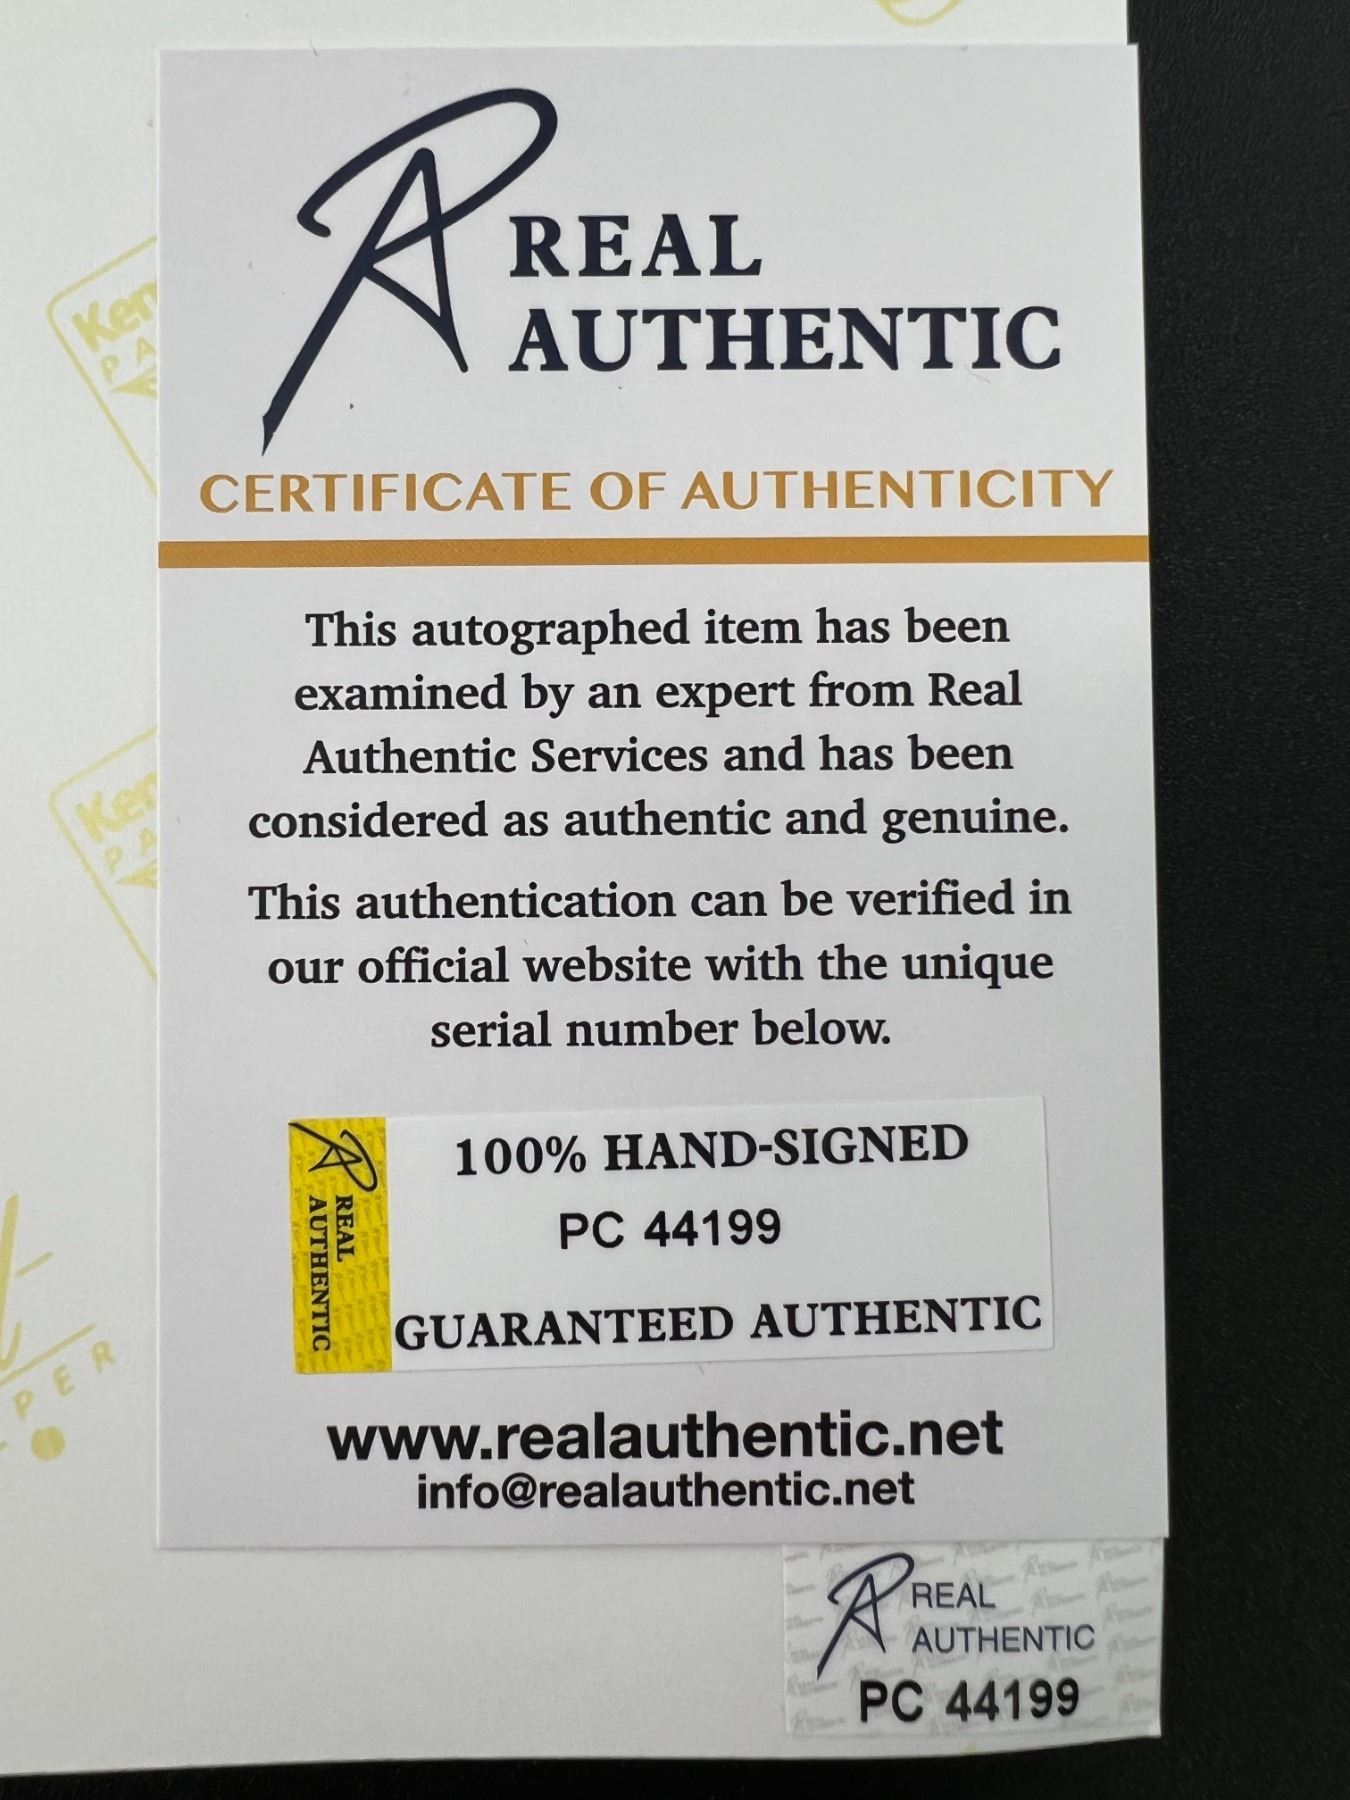 REAL
AUTHENTIC
CERTIFICATE OF AUTHENTICITY
This autographed item has been
examined by an expert from Real
Authentic Services and has been
considered as authentic and genuine.
This authentication can be verified in
our official website with the unique
serial number below.
REAL
AUTHENTIC
100% HAND-SIGNED
PC 44199
GUARANTEED AUTHENTIC
www.realauthentic.net
info@realauthentic.net
REAL
AUTHENTIC
PC 44199